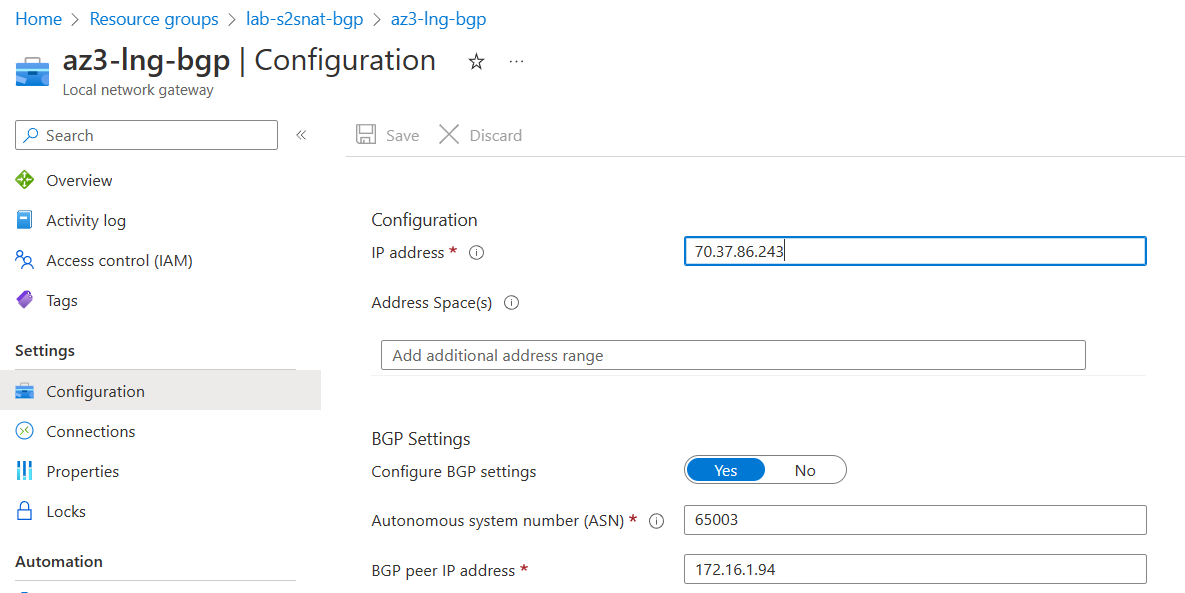 Home > Resource groups > lab-s2snat-bgp > az3-lng-bgp
az3-lng-bgp | Configuration ☆ ...
Local network gateway
Search «
Save Discard
Overview
Activity log
Access control (IAM)
Tags
Settings
Configuration
Connections
Properties
Locks
Automation
Configuration
IP address * 70.37.86.243
Address Space(s)
Add additional address range
BGP Settings
Configure BGP settings Yes No
Autonomous system number (ASN) * 65003
BGP peer IP address * 172.16.1.94